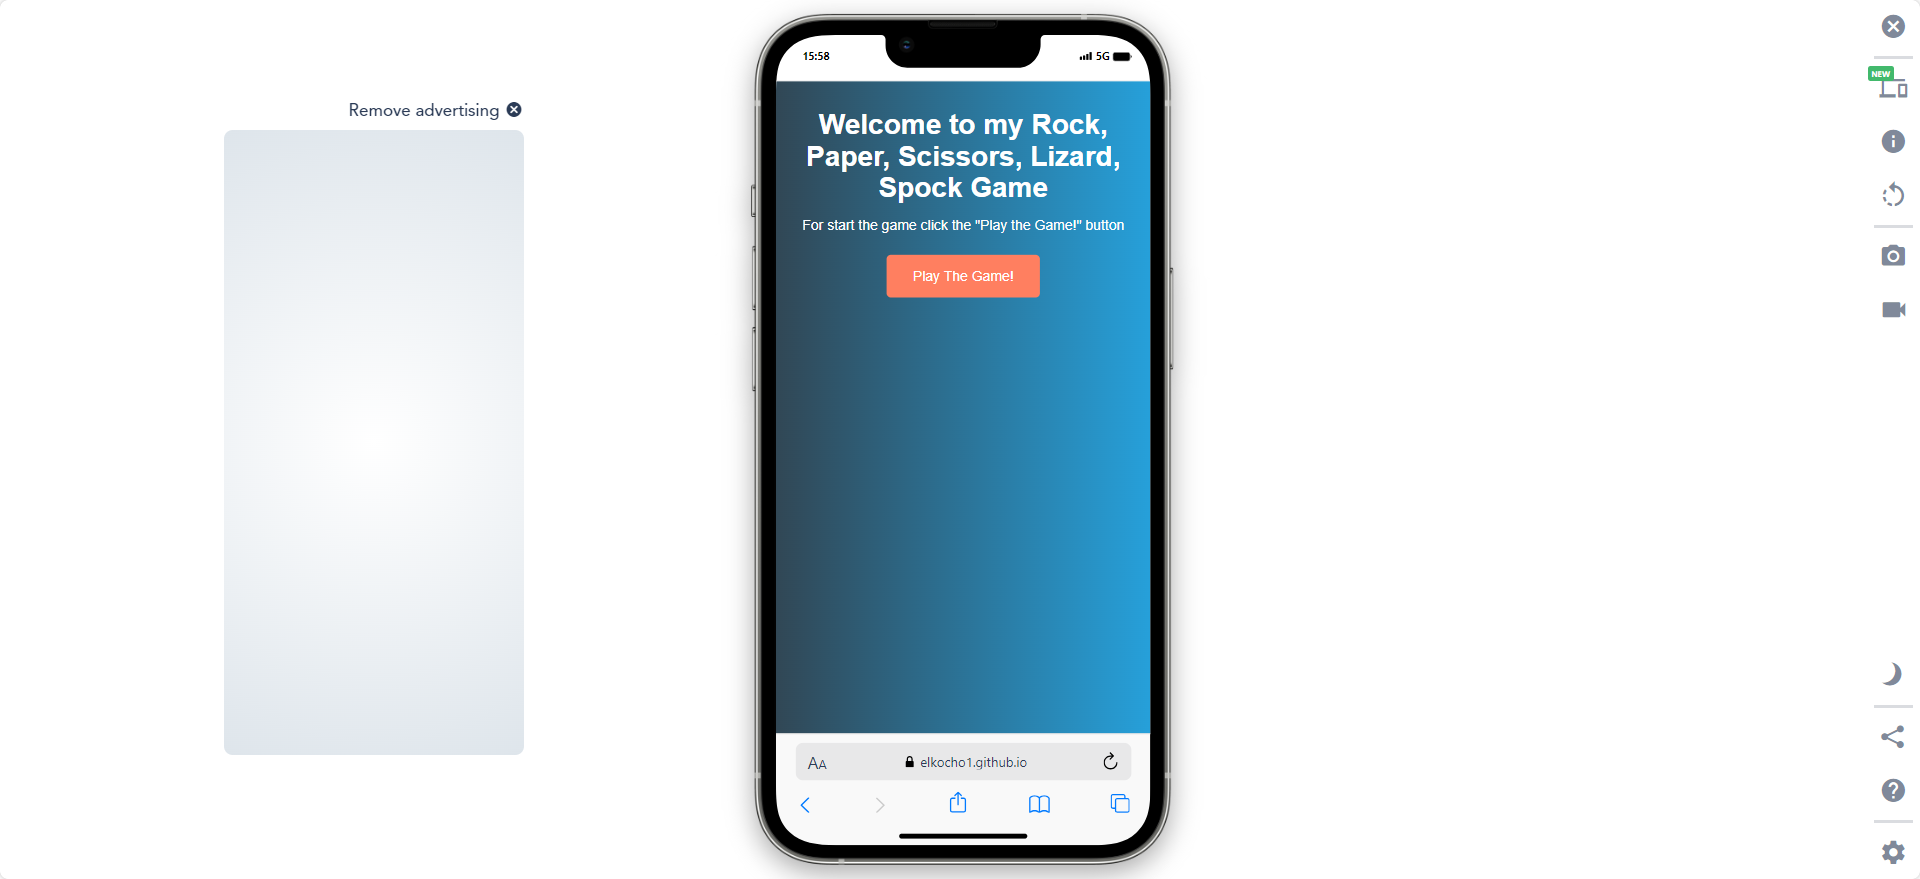 Remove advertising
15:58
5G
Welcome to my Rock,
Paper, Scissors, Lizard,
Spock Game
For start the game click the "Play the Game!" button
Play The Game!
AA
elkocho1.github.io
NEW